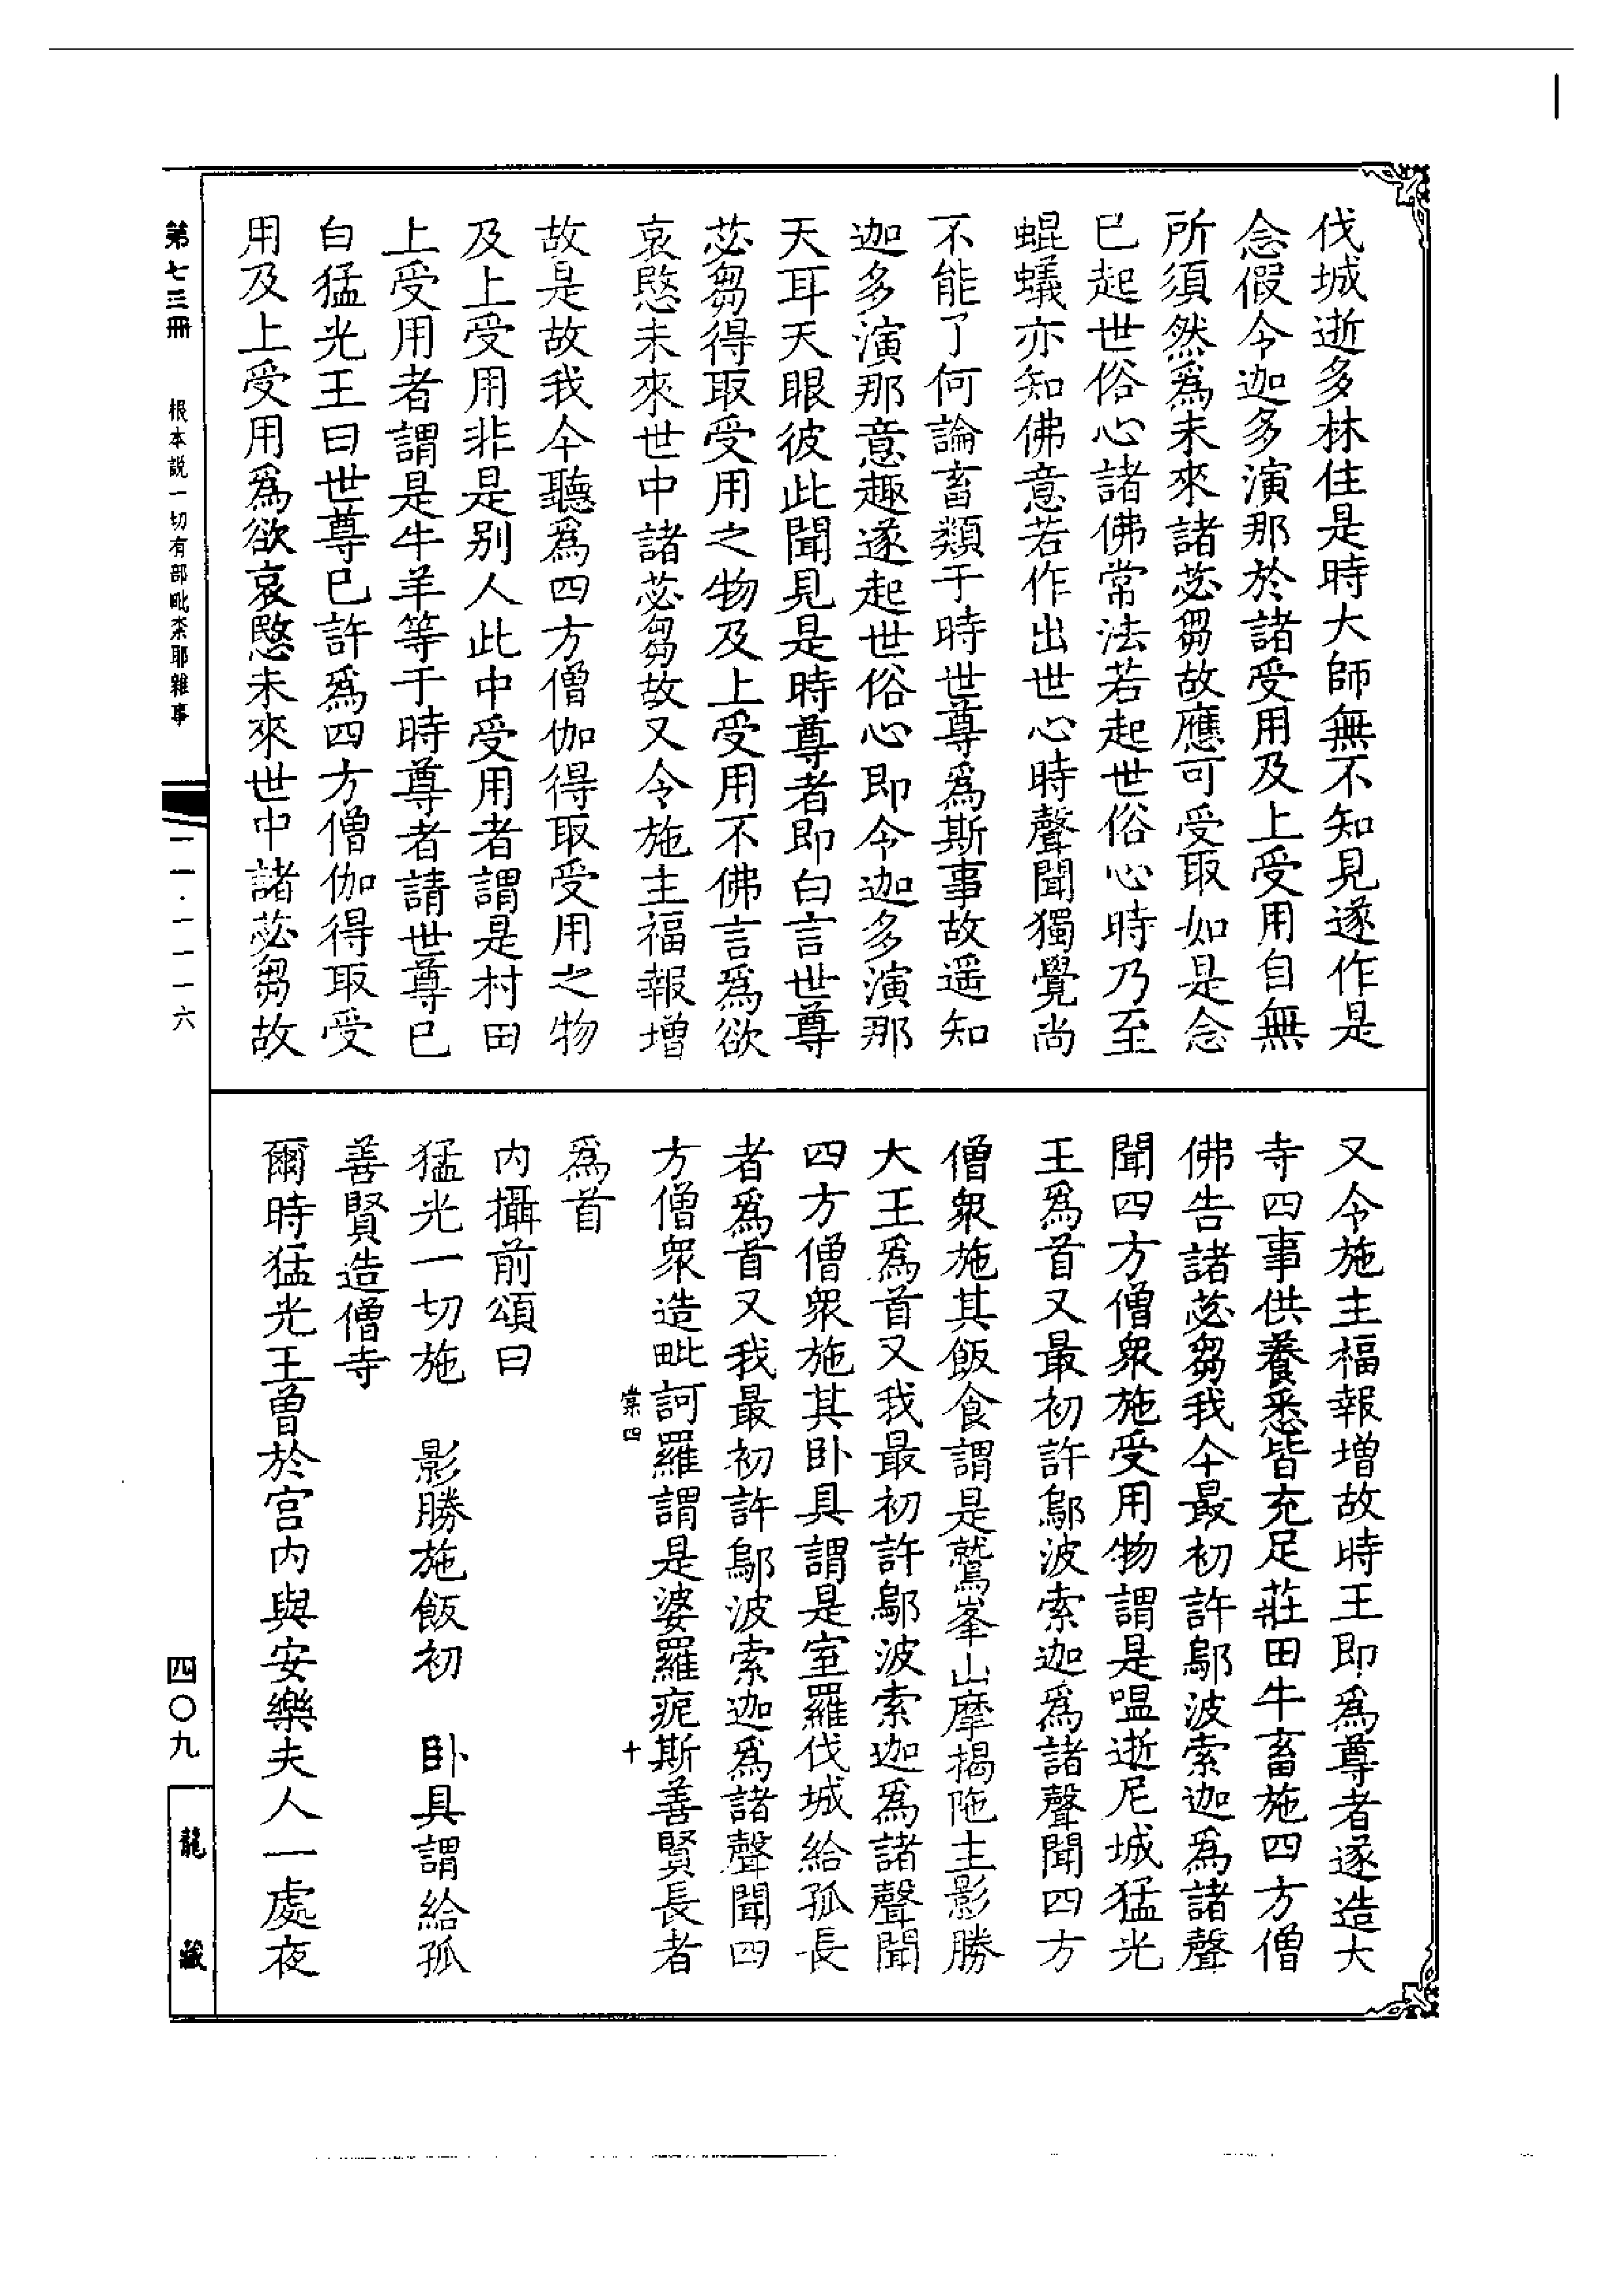 伐城逝多林住是時大師無不知見遂作是
念假令迦多演那於諸受用及上受用自無
所須然爲未來諸苾芻故應可受取如是念
已起世俗心諸佛常法若起世俗心時乃至
蜫蟻亦知佛意若作出世心時聲聞獨覺尚
不能了何論畜類于時世尊爲斯事故遥知
迦多演那意趣遂起世俗心即令迦多演那
天耳天眼彼此聞見是時尊者即白言世尊
苾芻得取受用之物及上受用不佛言爲欲
哀愍未來世中諸苾芻故又令施主福報增
故是故我今聽爲四方僧伽得取受用之物
及上受用非是别人此中受用者謂是村田
上受用者謂是牛羊等于時尊者請世尊已
白猛光王曰世尊已許爲四方僧伽得取受
用及上受用爲欲哀愍未來世中諸苾芻故
又令施主福報增故時王即爲尊者遂造大
寺四事供養悉皆充足莊田牛畜施四方僧
佛告諸苾芻我今最初許鄔波索迦爲諸聲
聞四方僧衆施受用物謂是嗢逝尼城猛光
王爲首又最初許鄔波索迦爲諸聲聞四方
僧衆施其飯食謂是鷲峯山摩揭陁主影勝
大王爲首又我最初許鄔波索迦爲諸聲聞
四方僧衆施其卧具謂是室羅伐城給孤長
者爲首又我最初許鄔波索迦爲諸聲聞四
方僧衆造毗訶羅謂是婆羅痆斯善賢長者
棠四 十
爲首
内攝前頌曰
猛光一切施 影勝施飯初 卧具謂給孤
善賢造僧寺
爾時猛光王曾於宫内與安樂夫人一處夜
第七三冊 根本説一切有部毗柰耶雜事 一一·一一一六 四〇九 龍藏